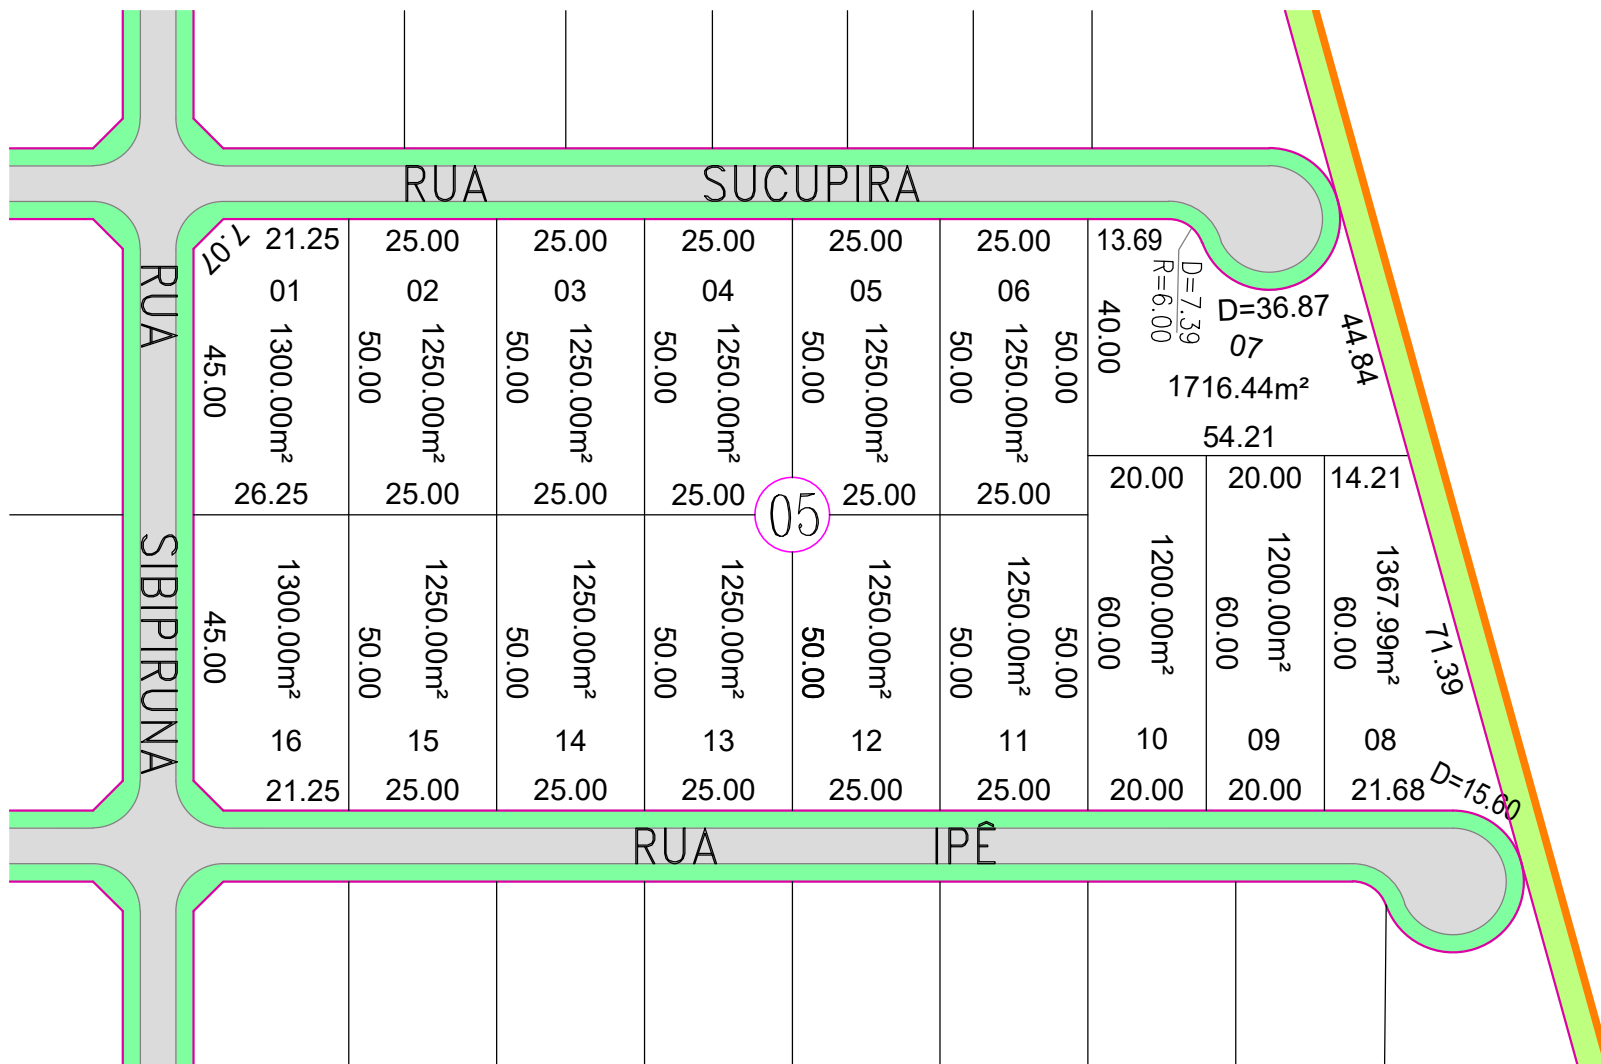 RUA SUCUPIRA
7.07
21.25
25.00
25.00
25.00
25.00
25.00
13.69
01
02
03
04
05
06
D=7.39
R=6.00
D=36.87
07
1716.44m²
54.21
44.84
RUA SIBIPIRUNA
45.00
1300.00m²
50.00
1250.00m²
50.00
1250.00m²
50.00
1250.00m²
50.00
1250.00m²
50.00
1250.00m²
50.00
40.00
26.25
25.00
25.00
25.00
25.00
25.00
05
20.00
20.00
14.21
45.00
1300.00m²
50.00
1250.00m²
50.00
1250.00m²
50.00
1250.00m²
50.00
1250.00m²
50.00
1250.00m²
50.00
60.00
1200.00m²
60.00
1200.00m²
60.00
1367.99m²
71.39
16
15
14
13
12
11
10
09
08
21.25
25.00
25.00
25.00
25.00
25.00
20.00
20.00
21.68
D=15.60
RUA IPÊ